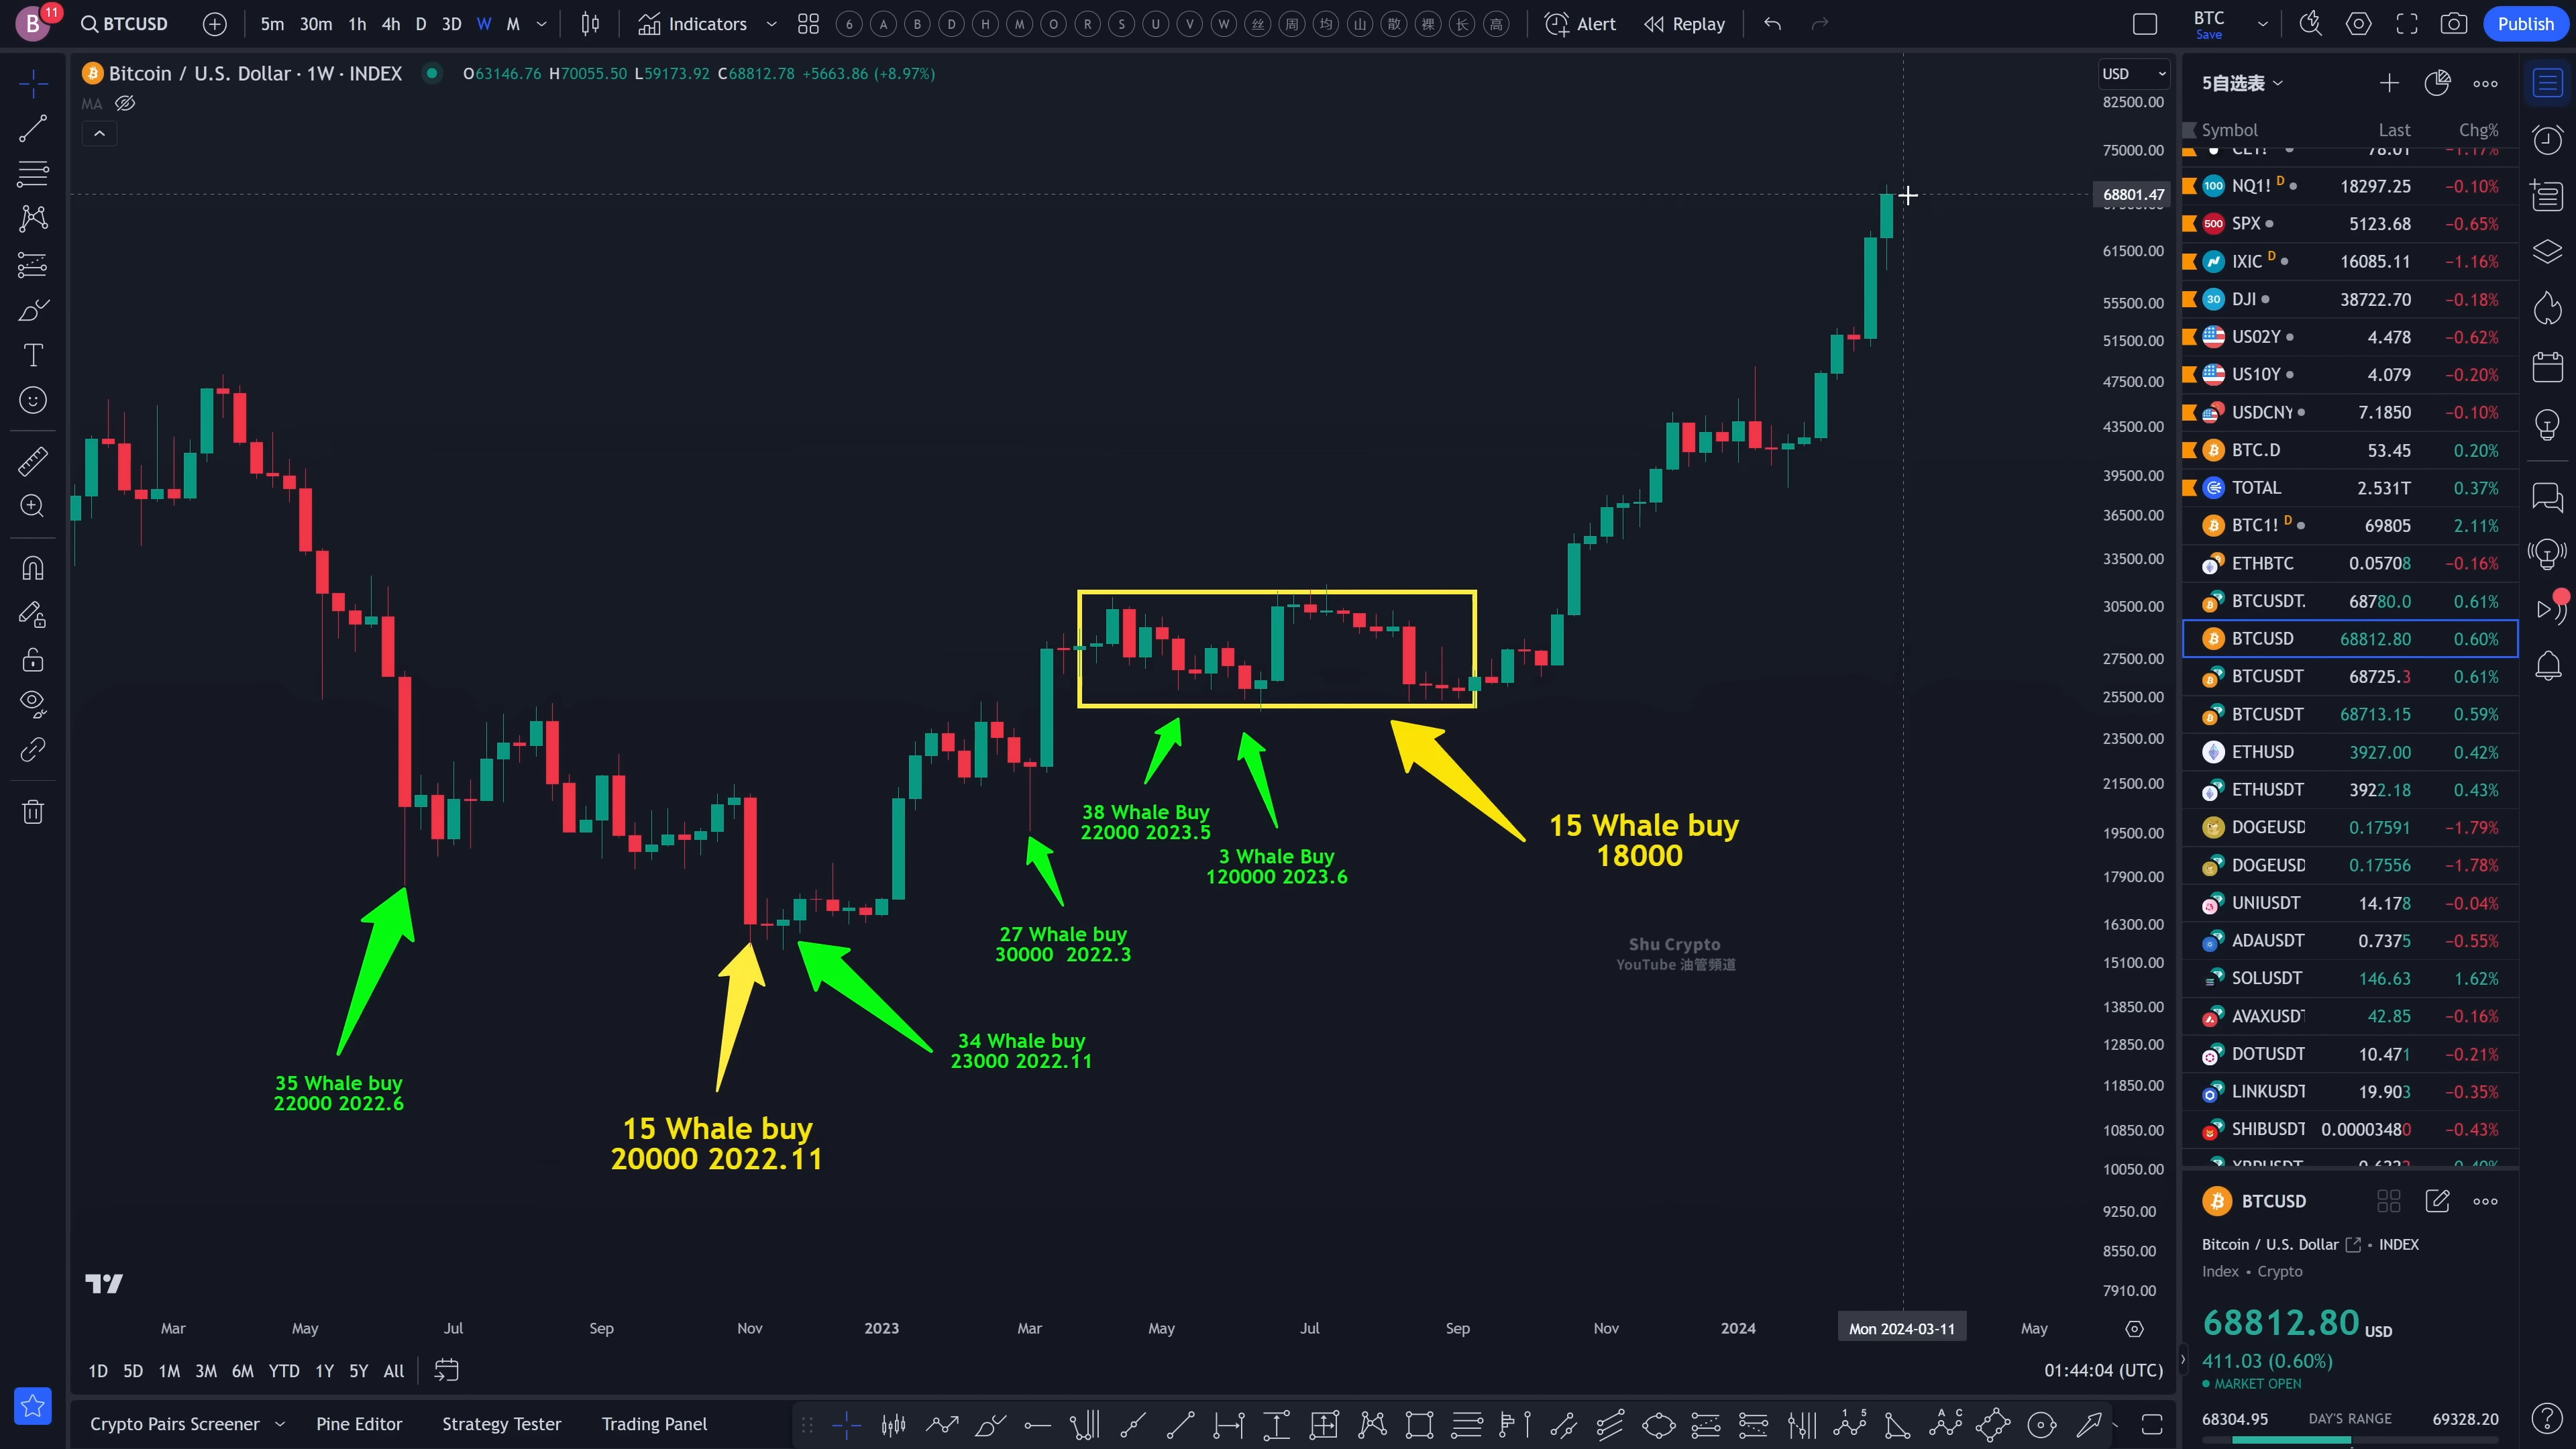 B 11 BTCUSD 5m 30m 1h 4h D 3D W M Indicators 6 A B D H M O R S U V W 丝 周 均 山 散 裸 长 高 Alert Replay BTC Save Publish
Bitcoin / U.S. Dollar · 1W · INDEX O63146.76 H70055.50 L59173.92 C68812.78 +5663.86 (+8.97%)
MA
USD
82500.00
75000.00
68801.47
61500.00
55500.00
51500.00
47500.00
43500.00
39500.00
36500.00
33500.00
30500.00
27500.00
25500.00
23500.00
21500.00
19500.00
17900.00
16300.00
15100.00
13850.00
12850.00
11850.00
10850.00
10050.00
9250.00
8550.00
7910.00
38 Whale Buy
22000 2023.5
3 Whale Buy
120000 2023.6
15 Whale buy
18000
27 Whale buy
30000 2022.3
34 Whale buy
23000 2022.11
35 Whale buy
22000 2022.6
15 Whale buy
20000 2022.11
Shu Crypto
YouTube 油管頻道
Mar May Jul Sep Nov 2023 Mar May Jul Sep Nov 2024 Mon 2024-03-11 May
1D 5D 1M 3M 6M YTD 1Y 5Y All 01:44:04 (UTC)
Crypto Pairs Screener Pine Editor Strategy Tester Trading Panel
5自选表
Symbol Last Chg%
NQ1! D 18297.25 −0.10%
SPX 5123.68 −0.65%
IXIC D 16085.11 −1.16%
DJI 38722.70 −0.18%
US02Y 4.478 −0.62%
US10Y 4.079 −0.20%
USDCNY 7.1850 −0.10%
BTC.D 53.45 0.20%
TOTAL 2.531T 0.37%
BTC1! D 69805 2.11%
ETHBTC 0.05708 −0.16%
BTCUSDT. 68780.0 0.61%
BTCUSD 68812.80 0.60%
BTCUSDT 68725.3 0.61%
BTCUSDT 68713.15 0.59%
ETHUSD 3927.00 0.42%
ETHUSDT 3922.18 0.43%
DOGEUSD 0.17591 −1.79%
DOGEUSD 0.17556 −1.78%
UNIUSDT 14.178 −0.04%
ADAUSDT 0.7375 −0.55%
SOLUSDT 146.63 1.62%
AVAXUSDT 42.85 −0.16%
DOTUSDT 10.471 −0.21%
LINKUSDT 19.903 −0.35%
SHIBUSDT 0.00003480 −0.43%
BTCUSD
Bitcoin / U.S. Dollar • INDEX
Index • Crypto
68812.80 USD
411.03 (0.60%)
MARKET OPEN
68304.95 DAY'S RANGE 69328.20